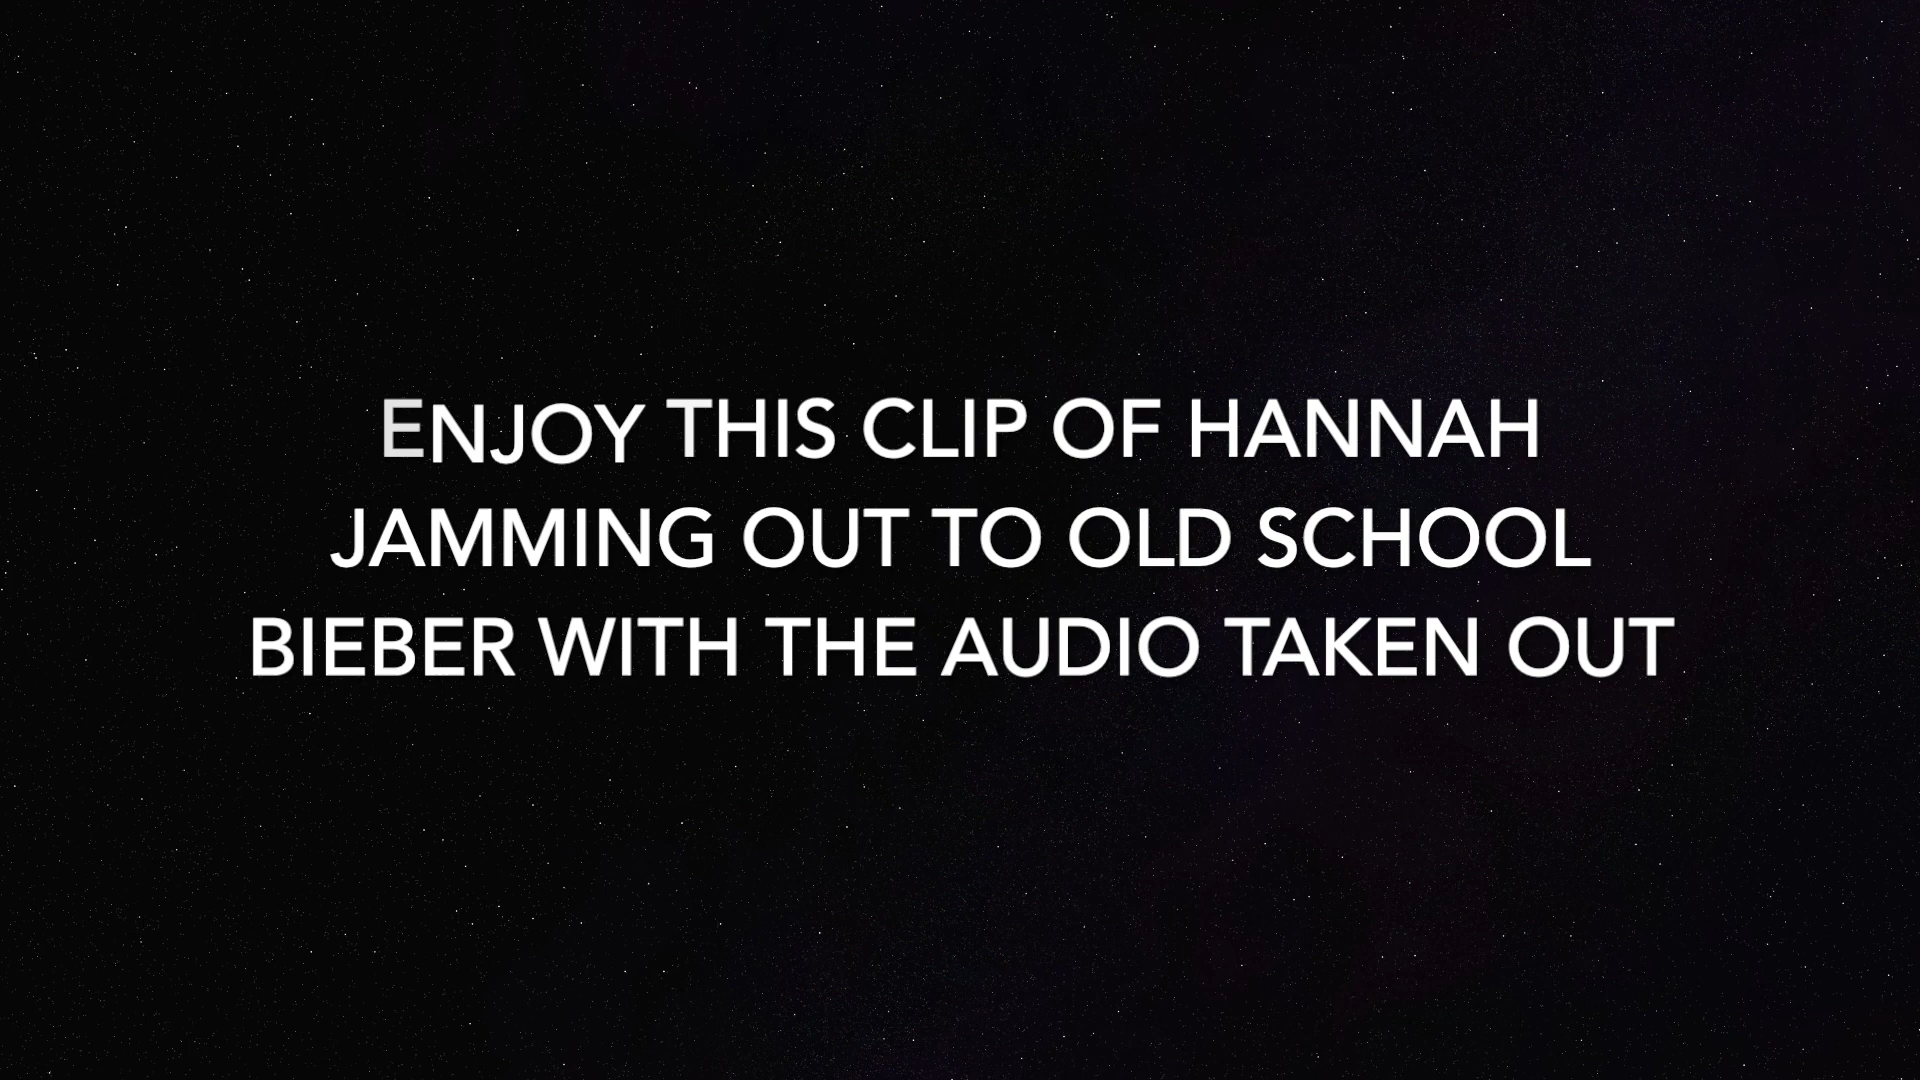 ENJOY THIS CLIP OF HANNAH
JAMMING OUT TO OLD SCHOOL
BIEBER WITH THE AUDIO TAKEN OUT